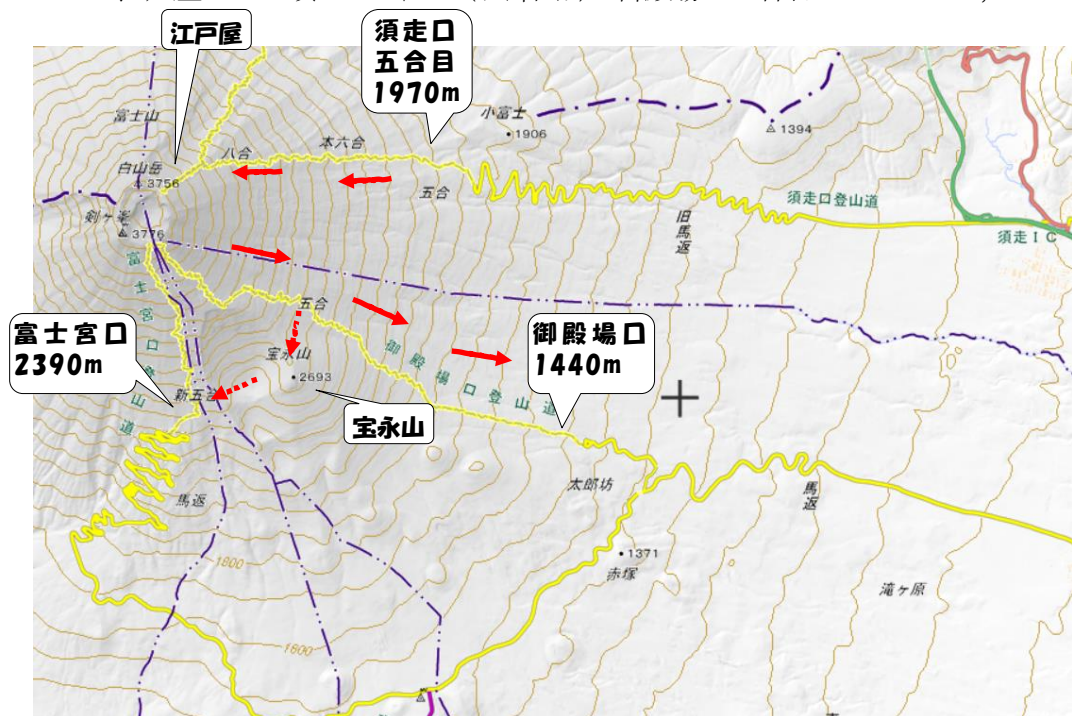 江戸屋
須走口
五合目
1970m
小富士
1906
1394
富士山
本六合
八合
白山岳
3756
五合
須走口登山道
旧馬返
須走IC
剣ヶ峯
3776
富士宮口登山道
五合
富士宮口
2390m
宝永山
2693
御殿場口登山道
御殿場口
1440m
新五合
宝永山
太郎坊
馬返
馬返
1371
赤塚
滝ヶ原
1800
1600